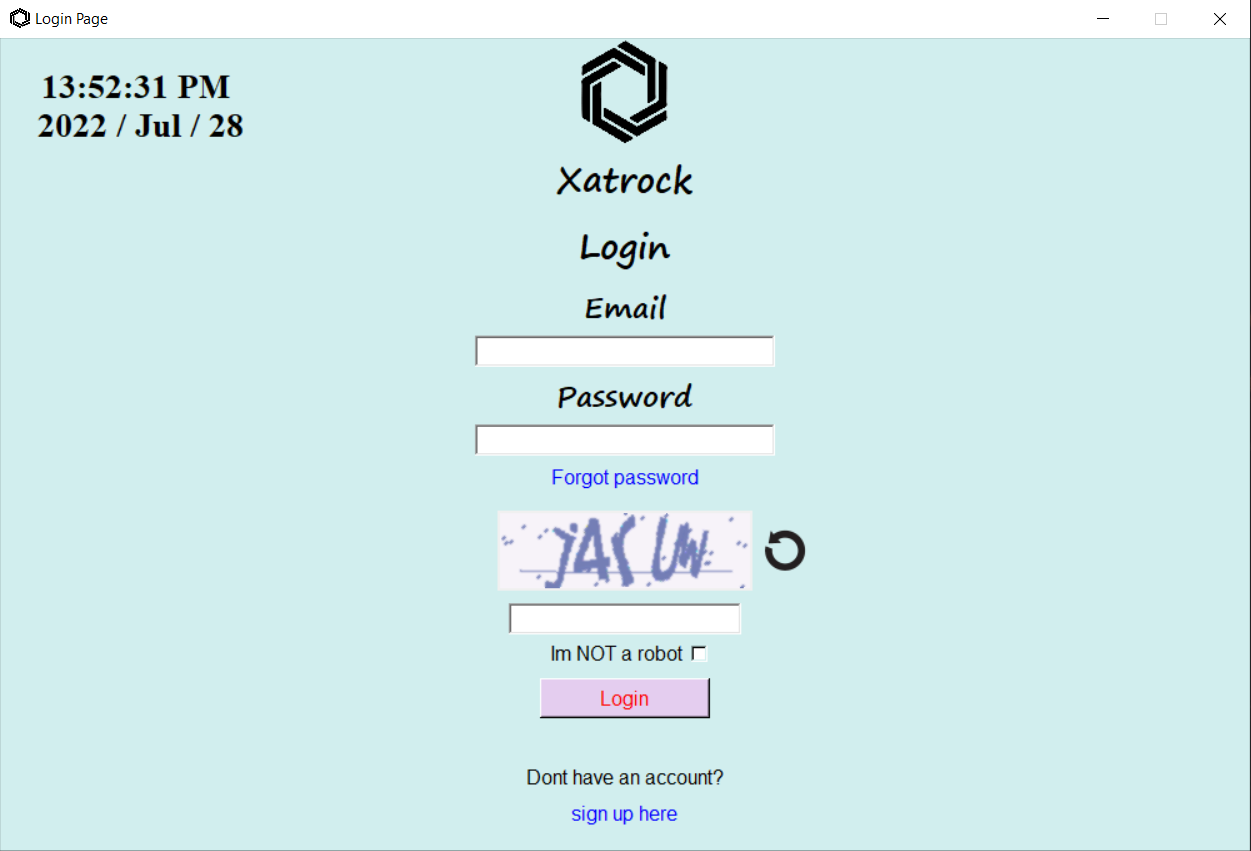 Login Page
13:52:31 PM
2022 / Jul / 28
Xatrock
Login
Email
Password
Forgot password
Im NOT a robot
Login
Dont have an account?
sign up here